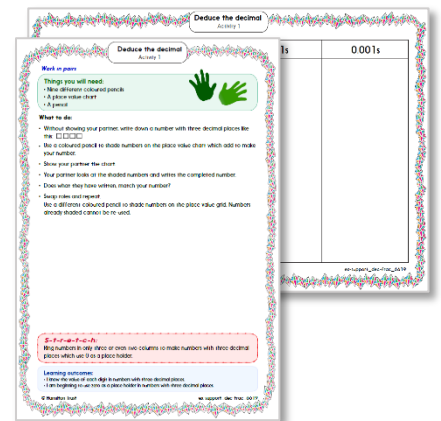 Deduce the decimal
Activity 1
1s
0.001s
ex-support_dec-frac_6619
Deduce the decimal
Activity 1
Work in pairs
Things you will need:
• Nine different coloured pencils
• A place value chart
• A pencil
What to do:
• Without showing your partner, write down a number with three decimal places like
this: □.□□□
• Use a coloured pencil to shade numbers on the place value chart which add to make
your number.
• Show your partner the chart.
• Your partner looks at the shaded numbers and writes the completed number.
• Does what they have written match your number?
• Swap roles and repeat!
Use a different coloured pencil to shade numbers on the place value grid. Numbers
already shaded cannot be re-used.
S-t-r-e-t-c-h:
Ring numbers in only three or even two columns to make numbers with three decimal
places which use 0 as a place holder.
Learning outcomes:
• I know the value of each digit in numbers with three decimal places.
• I am beginning to use zero as a place holder in numbers with three decimal places.
© Hamilton Trust
ex-support_dec-frac_6619